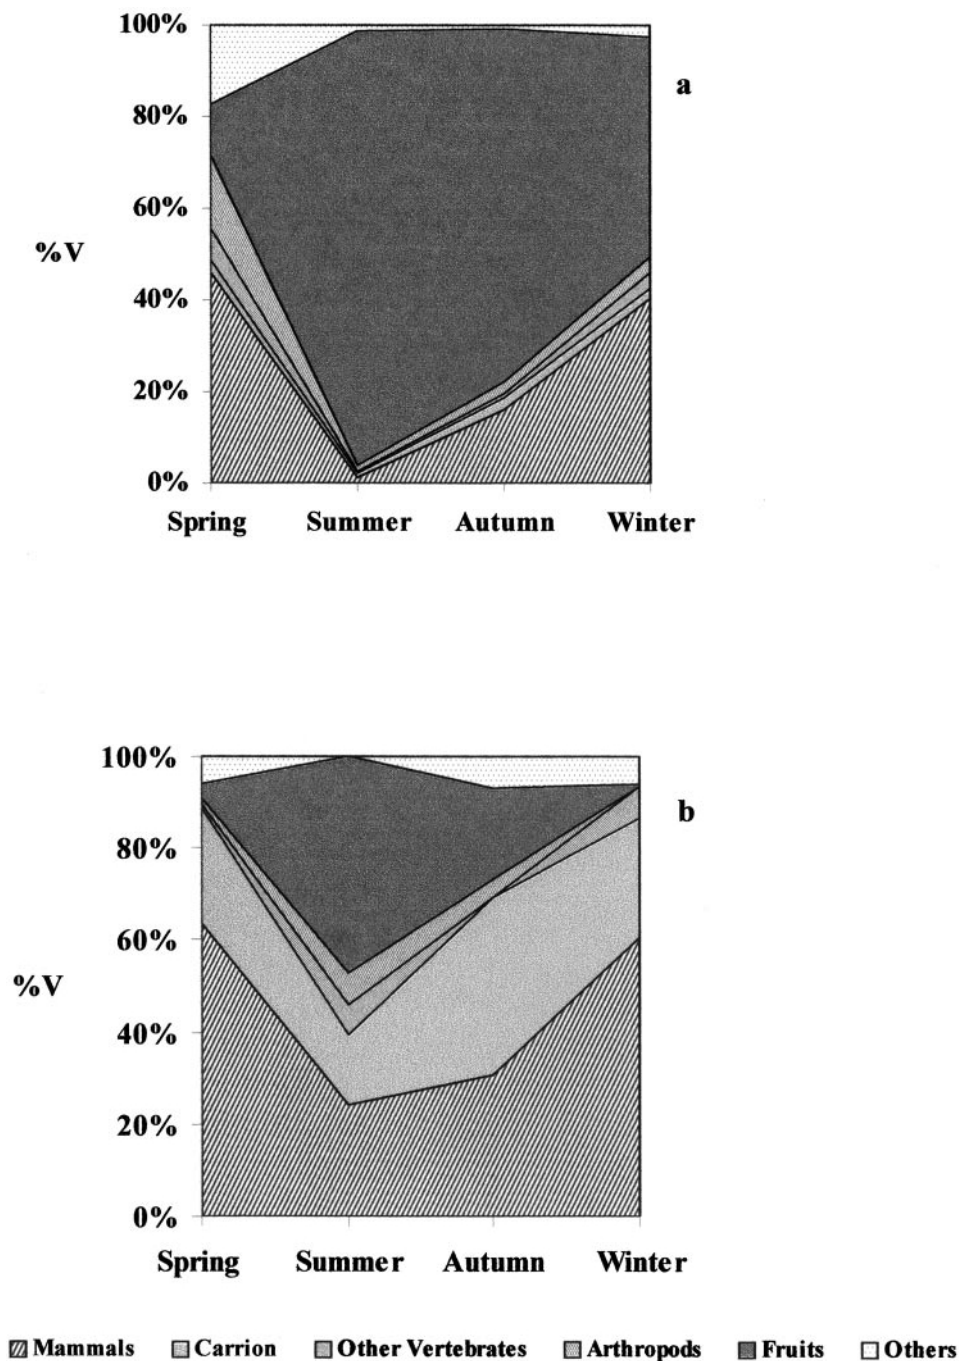 100%
a
80%
60%
%V
40%
20%
0%
Spring Summer Autumn Winter
100%
b
80%
60%
%V
40%
20%
0%
Spring Summer Autumn Winter
Mammals Carrion Other Vertebrates Arthropods Fruits Others